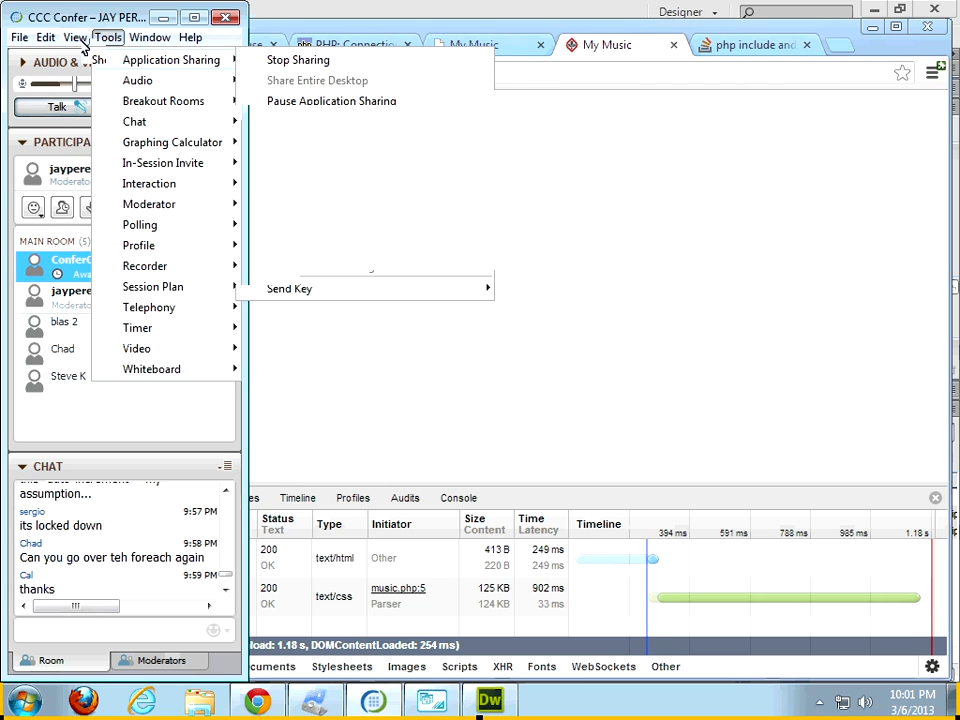 CCC Confer – JAY PER...
File Edit View Tools Window Help
Designer
PHP: Connecti
My Music
My Music
php include and
AUDIO & V
Talk
PARTICIPA
jaypere
Moderato
MAIN ROOM (5)
ConferC
Awa
jaypere
Moderato
blas 2
Chad
Steve K
Application Sharing
Audio
Breakout Rooms
Chat
Graphing Calculator
In-Session Invite
Interaction
Moderator
Polling
Profile
Recorder
Session Plan
Telephony
Timer
Video
Whiteboard
Stop Sharing
Share Entire Desktop
Pause Application Sharing
Send Key
CHAT
assumption...
sergio 9:57 PM
its locked down
Chad 9:58 PM
Can you go over teh foreach again
Cal 9:59 PM
thanks
Room
Moderators
es Timeline Profiles Audits Console
Status Type Initiator Size Time Timeline
Text Content Latency
394 ms 591 ms 788 ms 985 ms 1.18 s
200 text/html Other 413 B 249 ms
OK 220 B 249 ms
200 text/css music.php:5 125 KB 902 ms
OK Parser 124 KB 33 ms
load: 1.18 s, DOMContentLoaded: 254 ms)
cuments Stylesheets Images Scripts XHR Fonts WebSockets Other
Dw
10:01 PM
3/6/2013